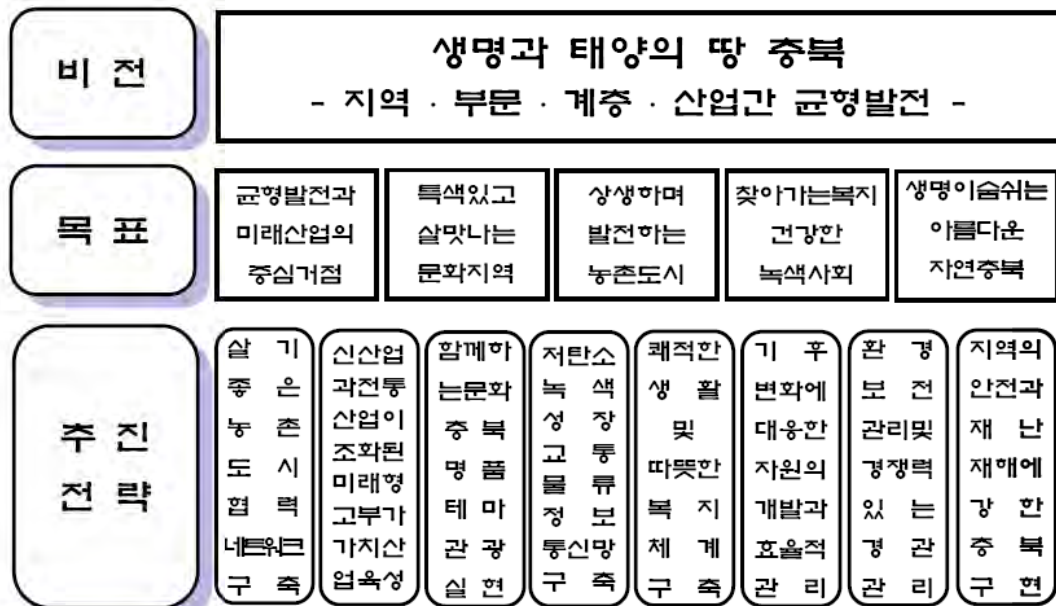 비 전
생명과 태양의 땅 충북
- 지역 · 부문 · 계층 · 산업간 균형발전 -
목 표
균형발전과
미래산업의
중심거점
특색있고
살맛나는
문화지역
상생하며
발전하는
농촌도시
찾아가는복지
건강한
녹색사회
생명이숨쉬는
아름다운
자연충북
추 진
전 략
살 기
좋 은
농 촌
도 시
협 력
네트워크
구 축
신산업
과전통
산업이
조화된
미래형
고부가
가치산
업육성
함께하
는문화
충 북
명 품
테 마
관 광
실 현
저탄소
녹 색
성 장
교 통
물 류
정 보
통신망
구 축
쾌적한
생 활
및
따뜻한
복 지
체 계
구 축
기 후
변화에
대응한
자원의
개발과
효율적
관 리
환 경
보 전
관리및
경쟁력
있 는
경 관
관 리
지역의
안전과
재 난
재해에
강 한
충 북
구 현